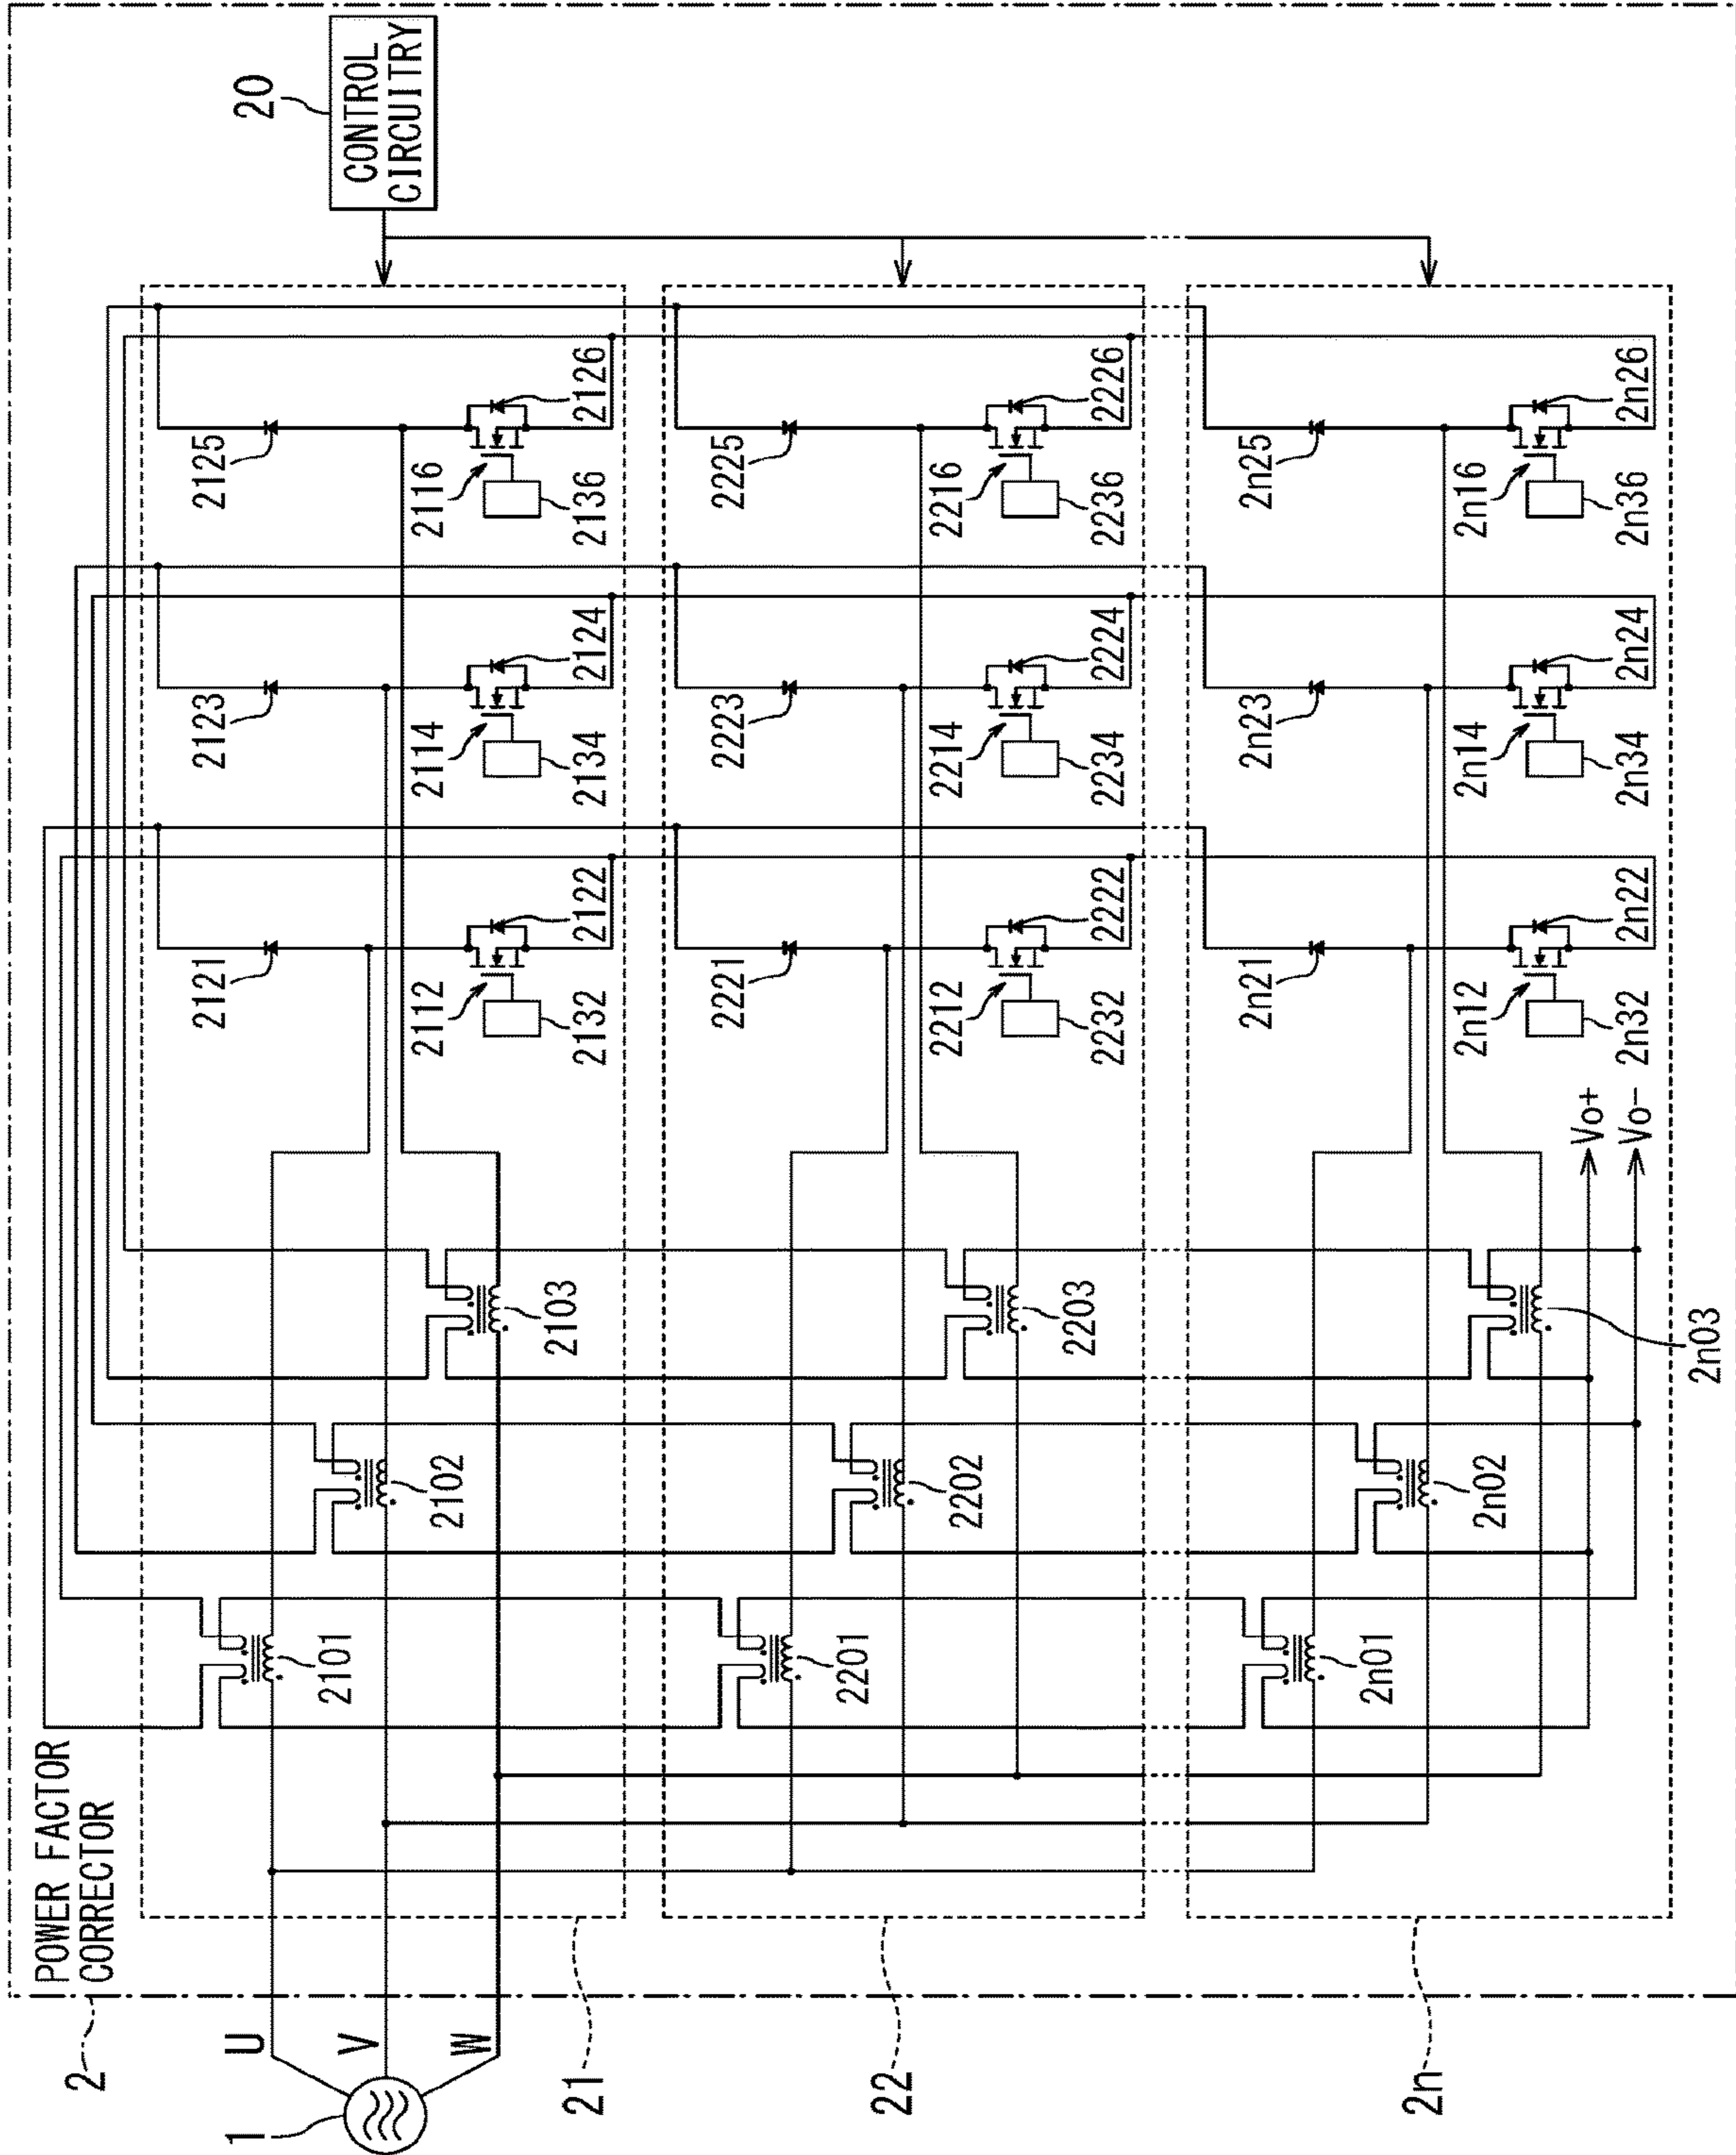 POWER FACTOR
CORRECTOR
2
1
U
V
W
20
CONTROL
CIRCUITRY
21
2101
2102
2103
2121
2123
2125
2112
2122
2132
2114
2124
2134
2116
2126
2136
22
2201
2202
2203
2221
2223
2225
2212
2222
2232
2214
2224
2234
2216
2226
2236
2n
2n01
2n02
2n03
2n21
2n23
2n25
2n12
2n22
2n32
2n14
2n24
2n34
2n16
2n26
2n36
Vo+
Vo-